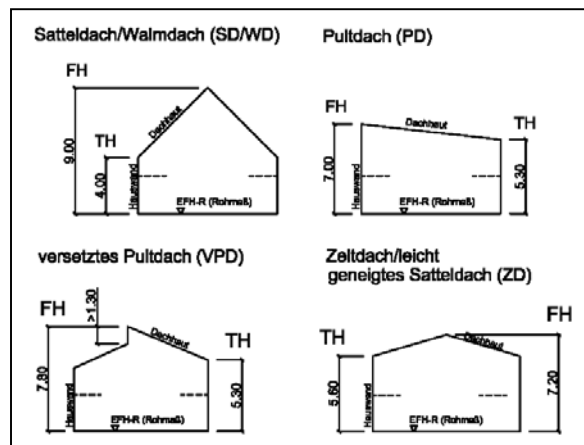 Satteldach/Walmdach (SD/WD)
FH
9.00
TH
4.00
Hauswand
Dachhaut
EFH-R (Rohmaß)
Pultdach (PD)
FH
7.00
Hauswand
Dachhaut
EFH-R (Rohmaß)
TH
5.30
versetztes Pultdach (VPD)
FH
>1.30
7.80
Hauswand
Dachhaut
EFH-R (Rohmaß)
TH
5.30
Zeltdach/leicht
geneigtes Satteldach (ZD)
TH
5.60
Hauswand
Dachhaut
EFH-R (Rohmaß)
FH
7.20